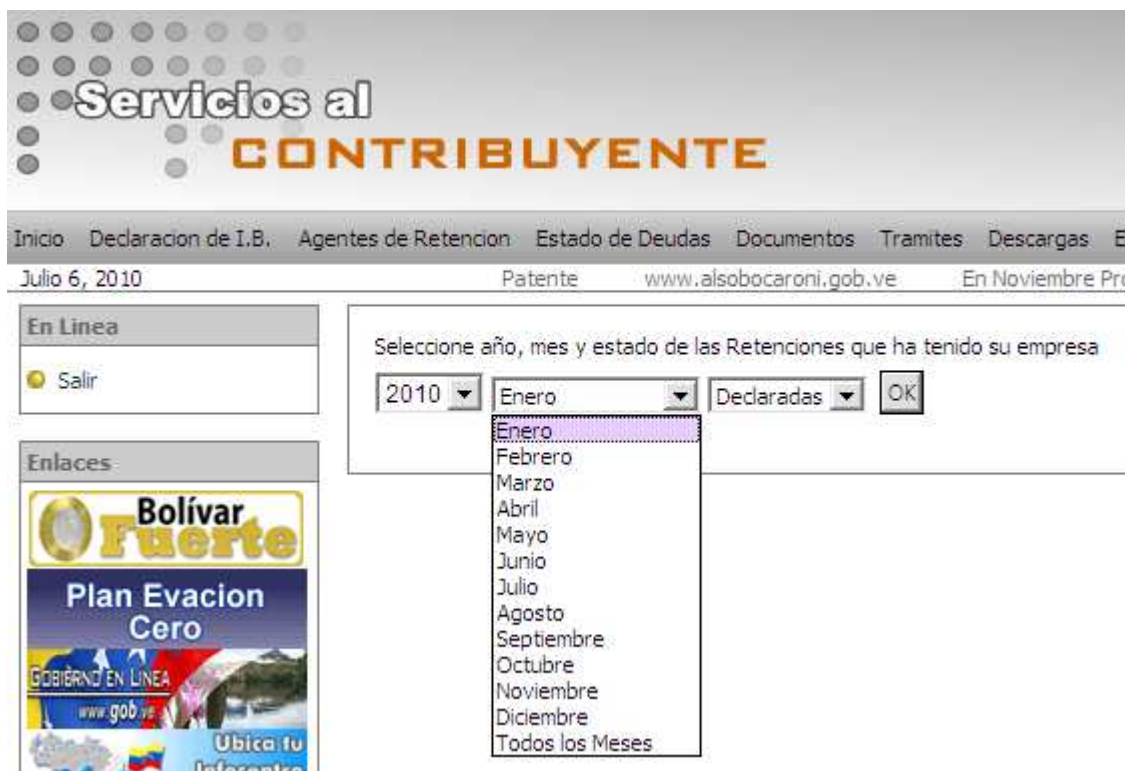 Servicios al
CONTRIBUYENTE
Inicio Declaracion de I.B. Agentes de Retencion Estado de Deudas Documentos Tramites Descargas E
Julio 6, 2010 Patente www.alsobocaroni.gob.ve En Noviembre Pro
En Linea
Salir
Seleccione año, mes y estado de las Retenciones que ha tenido su empresa
2010 Enero Declaradas OK
Enero
Febrero
Marzo
Abril
Mayo
Junio
Julio
Agosto
Septiembre
Octubre
Noviembre
Diciembre
Todos los Meses
Enlaces
Bolívar
Fuerte
Plan Evacion
Cero
GOBIERNO EN LINEA
www.gob.ve
Ubica tu
Infocentro